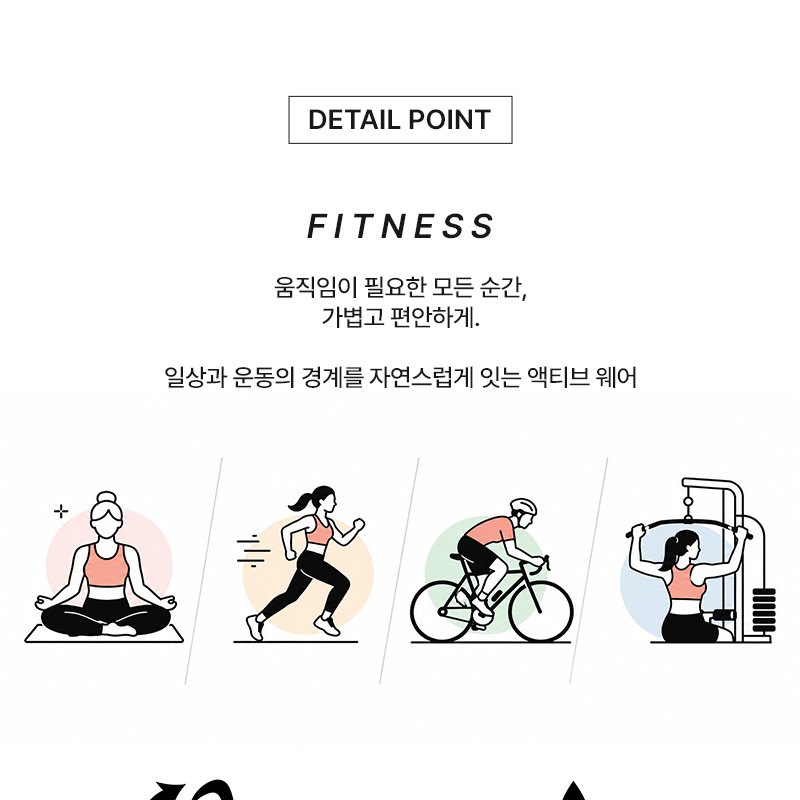 DETAIL POINT
FITNESS
움직임이 필요한 모든 순간,
가볍고 편안하게.
일상과 운동의 경계를 자연스럽게 잇는 액티브 웨어